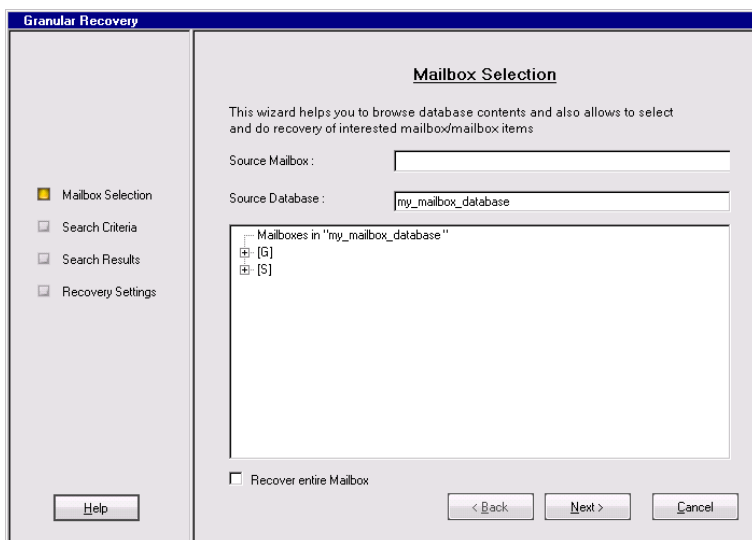 Granular Recovery
Mailbox Selection
Search Criteria
Search Results
Recovery Settings
Help
Mailbox Selection
This wizard helps you to browse database contents and also allows to select
and do recovery of interested mailbox/mailbox items
Source Mailbox :
Source Database : my_mailbox_database
Mailboxes in "my_mailbox_database"
[G]
[S]
Recover entire Mailbox
< Back Next > Cancel